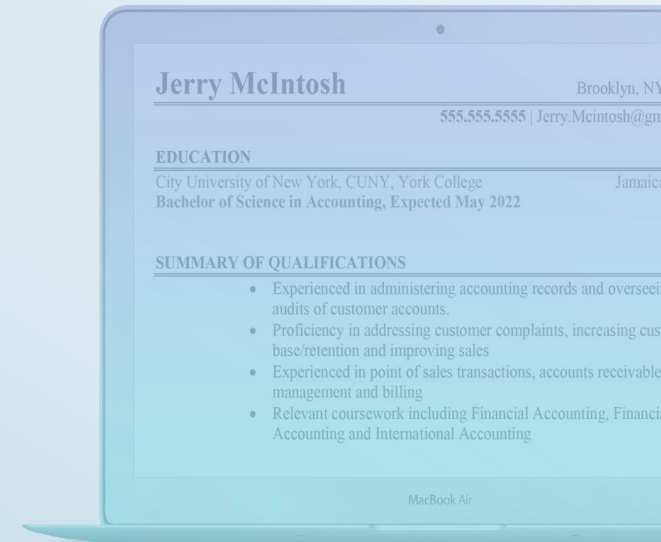 Jerry McIntosh
Brooklyn, NY
555.555.5555 | Jerry.Mcintosh@gm
EDUCATION
City University of New York, CUNY, York College Jamaica
Bachelor of Science in Accounting, Expected May 2022
SUMMARY OF QUALIFICATIONS
• Experienced in administering accounting records and overseei
audits of customer accounts.
• Proficiency in addressing customer complaints, increasing cus
base/retention and improving sales
• Experienced in point of sales transactions, accounts receivable
management and billing
• Relevant coursework including Financial Accounting, Financia
Accounting and International Accounting
MacBook Air